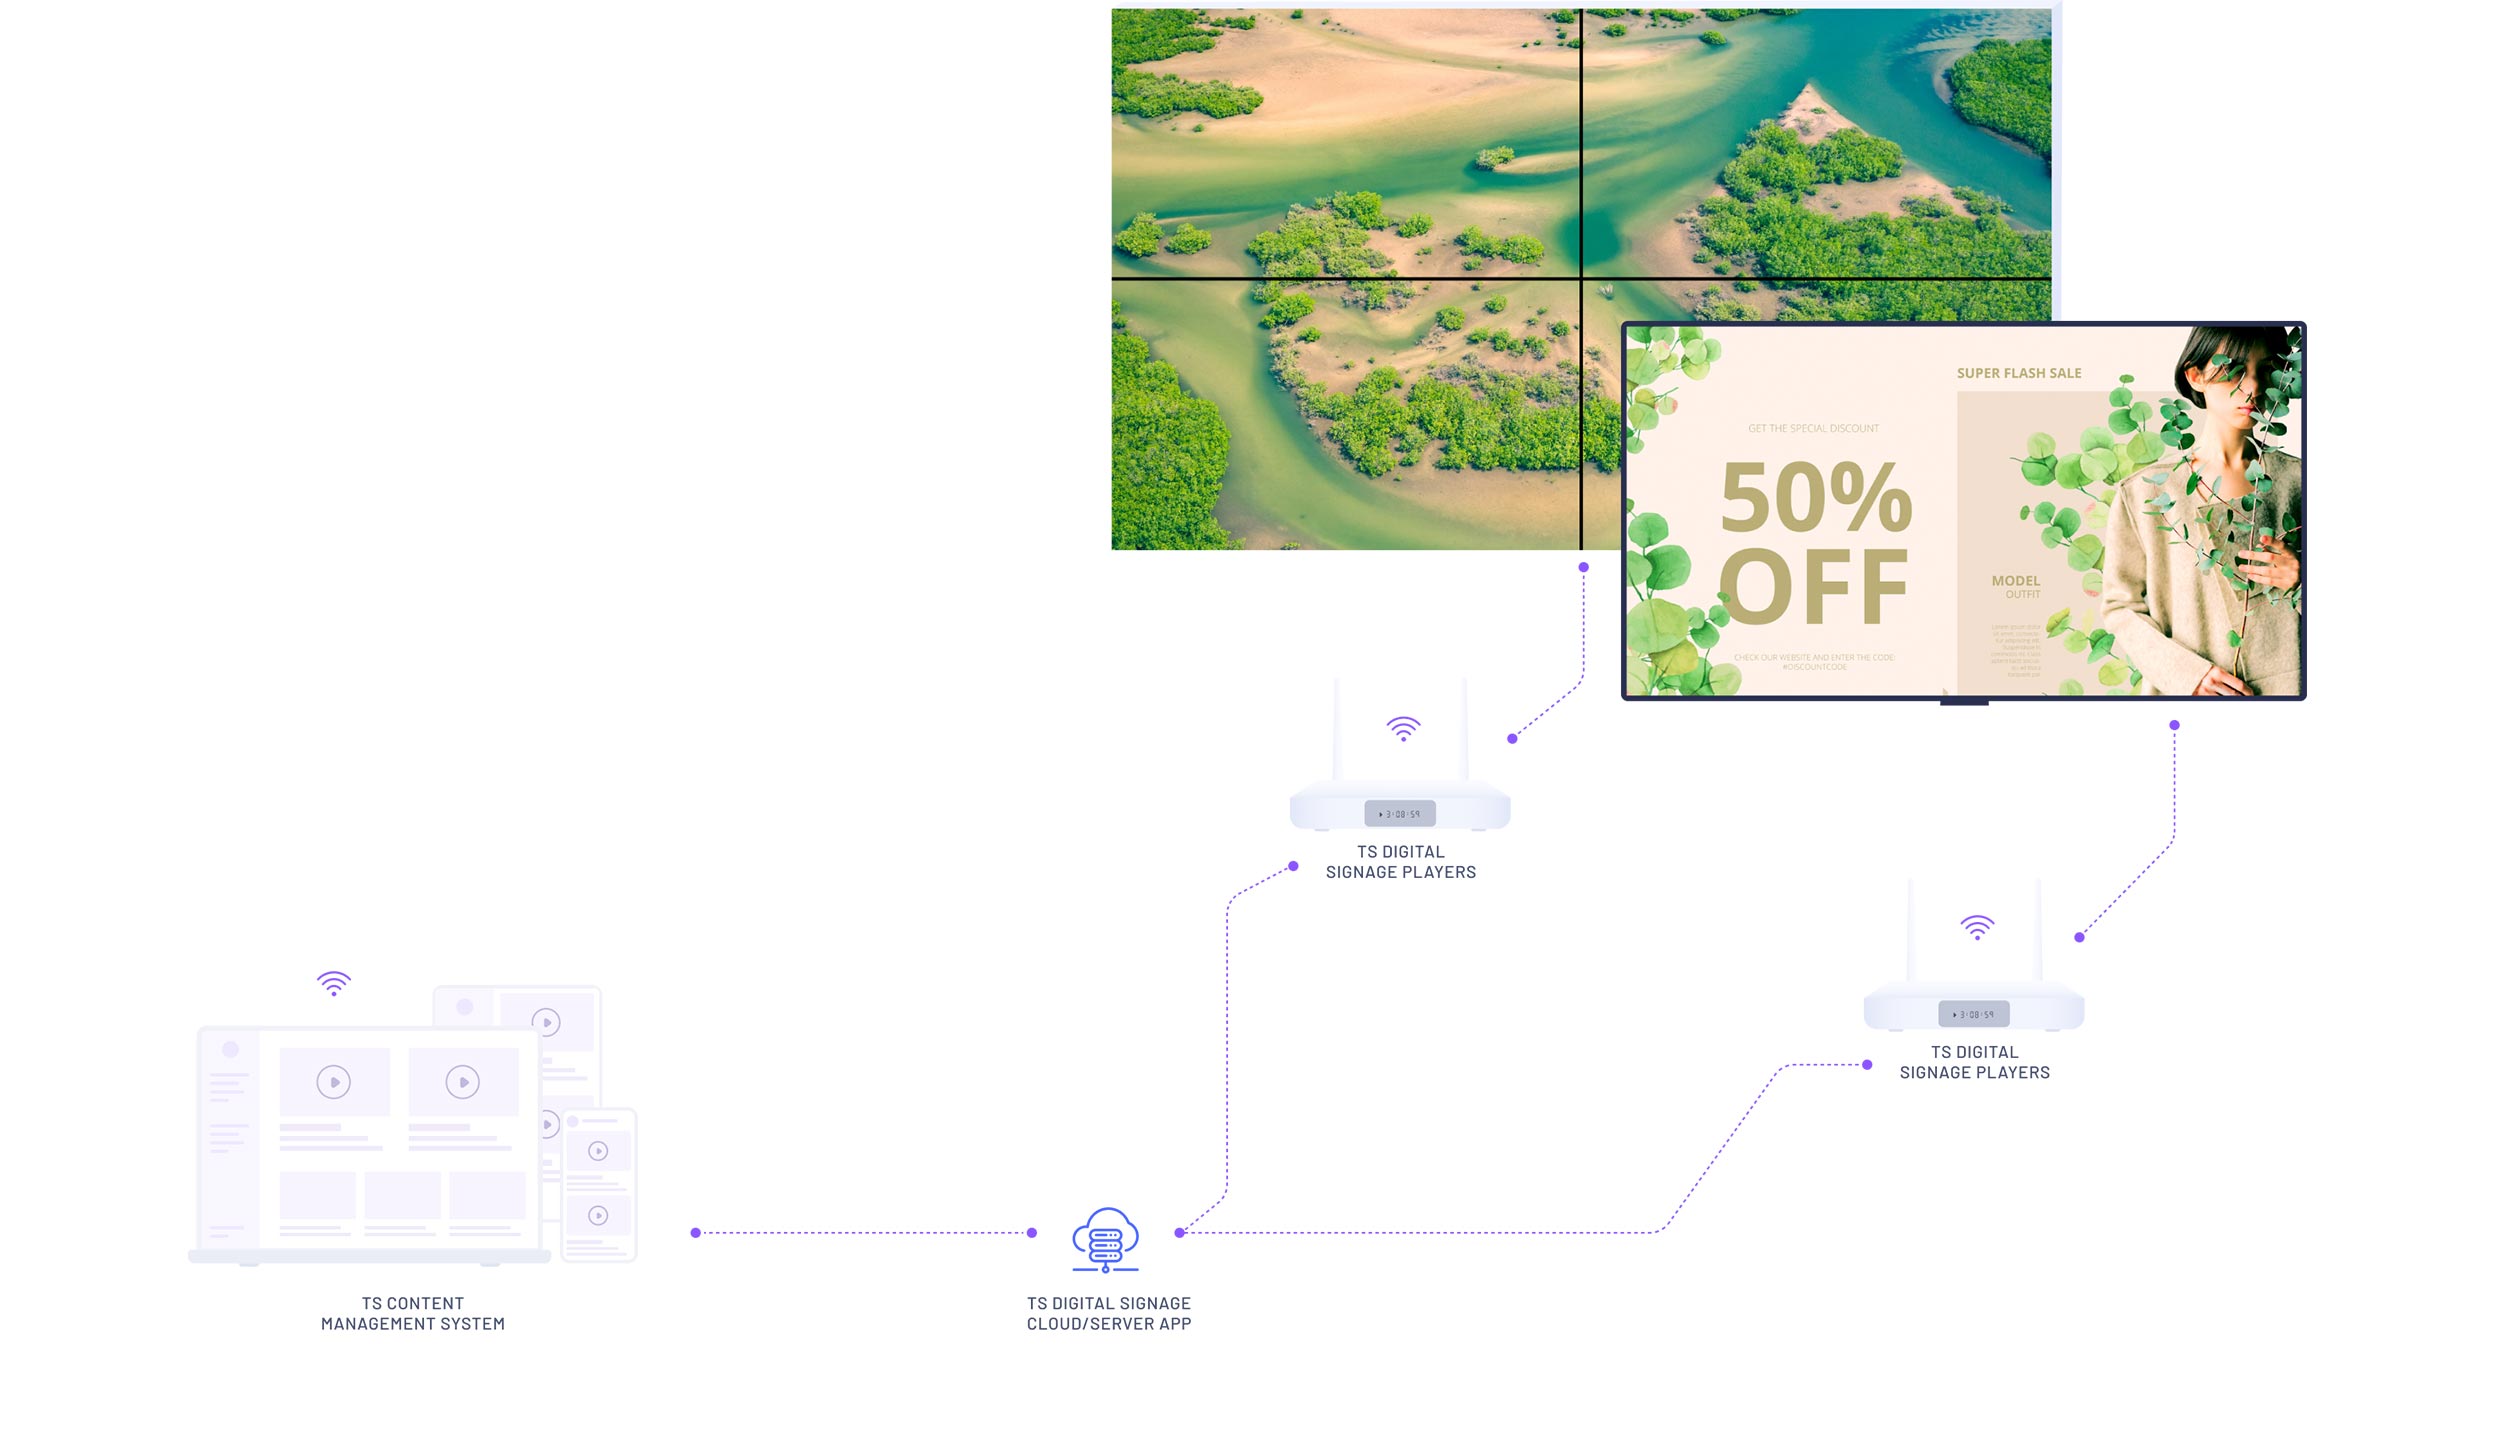 SUPER FLASH SALE
GET THE SPECIAL DISCOUNT
50%
OFF
MODEL
OUTFIT
CHECK OUR WEBSITE AND ENTER THE CODE:
#DISCOUNTCODE
3:08:59
TS DIGITAL
SIGNAGE PLAYERS
3:08:59
TS DIGITAL
SIGNAGE PLAYERS
TS CONTENT
MANAGEMENT SYSTEM
TS DIGITAL SIGNAGE
CLOUD/SERVER APP